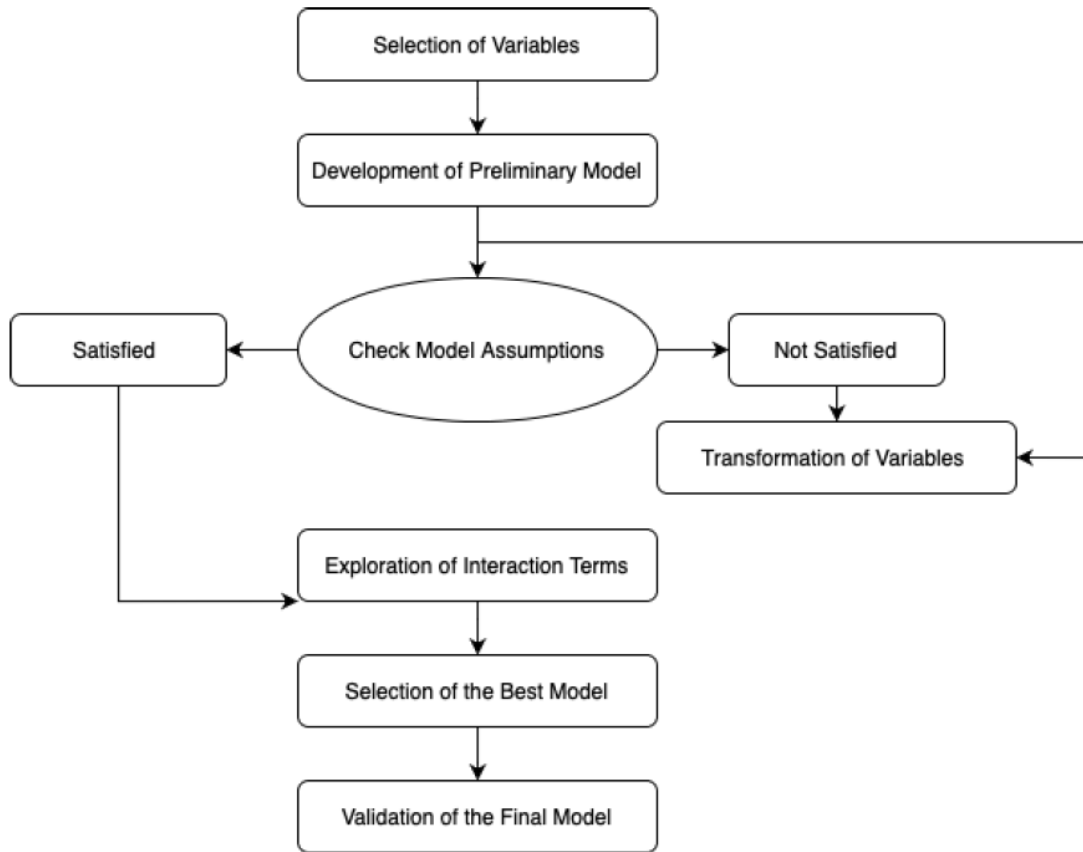 Selection of Variables
Development of Preliminary Model
Satisfied
Check Model Assumptions
Not Satisfied
Transformation of Variables
Exploration of Interaction Terms
Selection of the Best Model
Validation of the Final Model